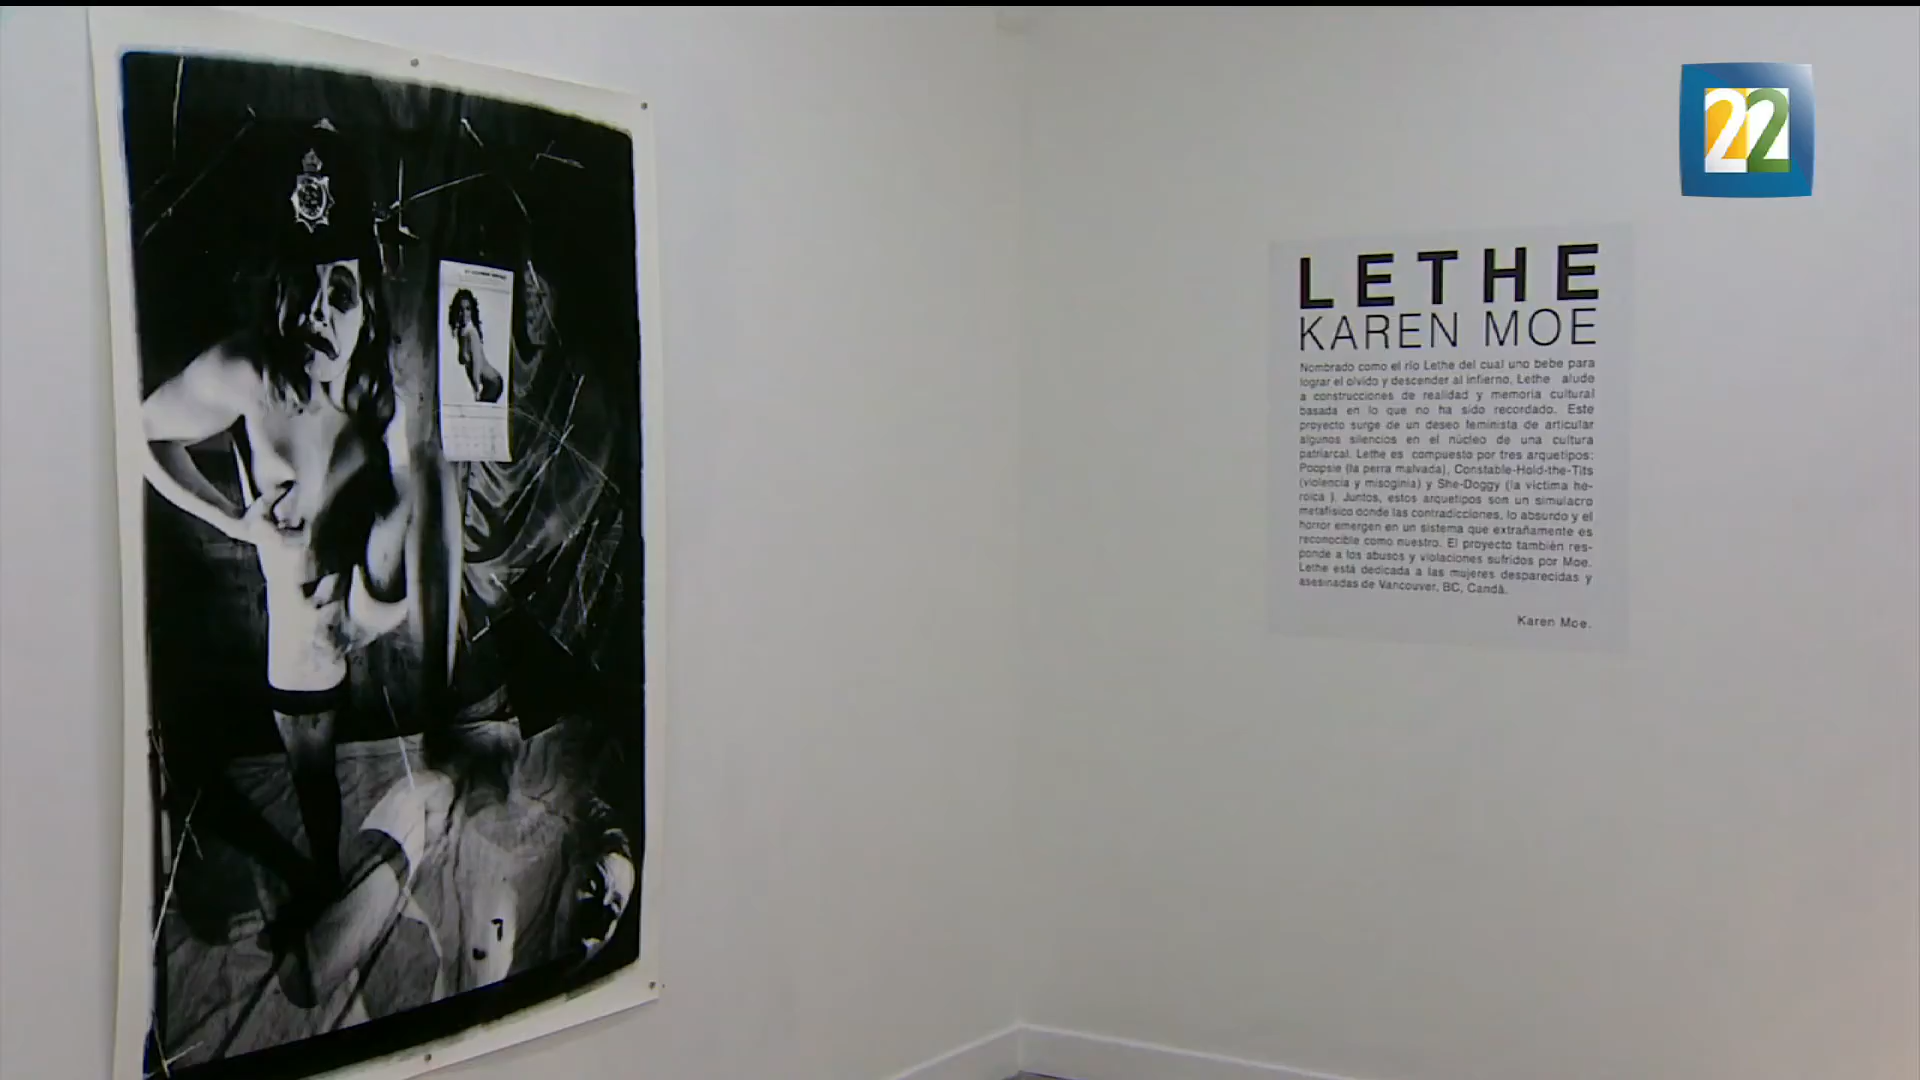 22
LETHE
KAREN MOE
Nombrado como el río Lethe del cual uno bebe para
lograr el olvido y descender al infierno, Lethe alude
a construcciones de realidad y memoria cultural
basada en lo que no ha sido recordado. Este
proyecto surge de un deseo feminista de articular
algunos silencios en el núcleo de una cultura
patriarcal. Lethe es compuesto por tres arquetipos:
Poopsie (la perra malvada), Constable-Hold-the-Tits
(violencia y misoginia) y She-Doggy (la víctima he-
roica ). Juntos, estos arquetipos son un simulacro
metafísico donde las contradicciones, lo absurdo y el
horror emergen en un sistema que extrañamente es
reconocible como nuestro. El proyecto también res-
ponde a los abusos y violaciones sufridos por Moe.
Lethe está dedicada a las mujeres desparecidas y
asesinadas de Vancouver, BC, Candà.
Karen Moe.